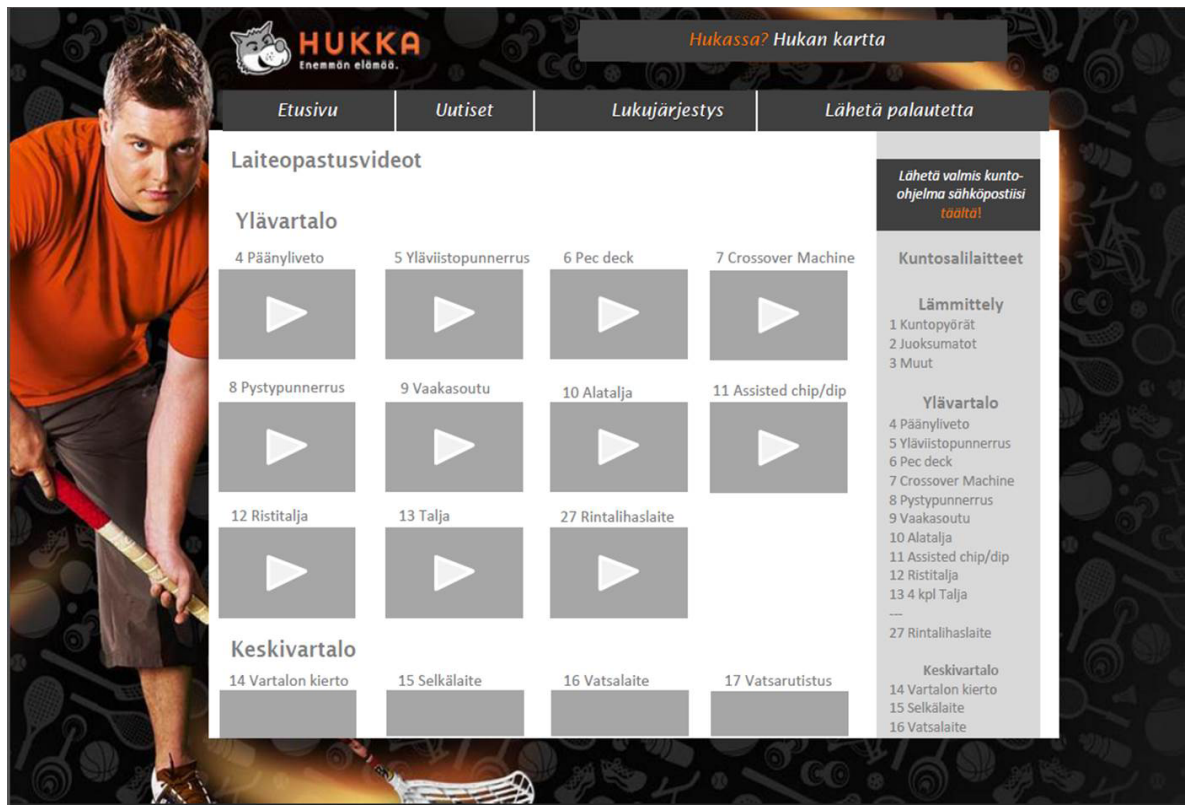 HUKKA
Enemmän elämää.
Hukassa? Hukan kartta
Etusivu
Uutiset
Lukujärjestys
Lähetä palautetta
Laiteopastusvideot
Ylävartalo
4 Päänyliveto
5 Yläviistopunnerrus
6 Pec deck
7 Crossover Machine
8 Pystypunnerrus
9 Vaakasoutu
10 Alatalja
11 Assisted chip/dip
12 Ristitalja
13 Talja
27 Rintalihaslaite
Keskivartalo
14 Vartalon kierto
15 Selkälaite
16 Vatsalaite
17 Vatsarutistus
Lähetä valmis kunto-
ohjelma sähköpostiisi
täältä!
Kuntosalilaitteet
Lämmittely
1 Kuntopyörät
2 Juoksumatot
3 Muut
Ylävartalo
4 Päänyliveto
5 Yläviistopunnerrus
6 Pec deck
7 Crossover Machine
8 Pystypunnerrus
9 Vaakasoutu
10 Alatalja
11 Assisted chip/dip
12 Ristitalja
13 4 kpl Talja
---
27 Rintalihaslaite
Keskivartalo
14 Vartalon kierto
15 Selkälaite
16 Vatsalaite